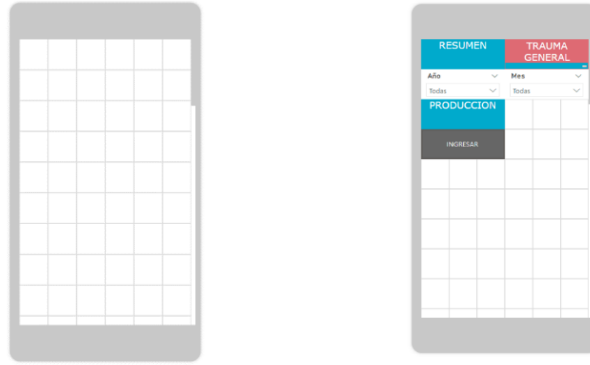 RESUMEN
TRAUMA
GENERAL
Año
Mes
Todas
Todas
PRODUCCION
INGRESAR